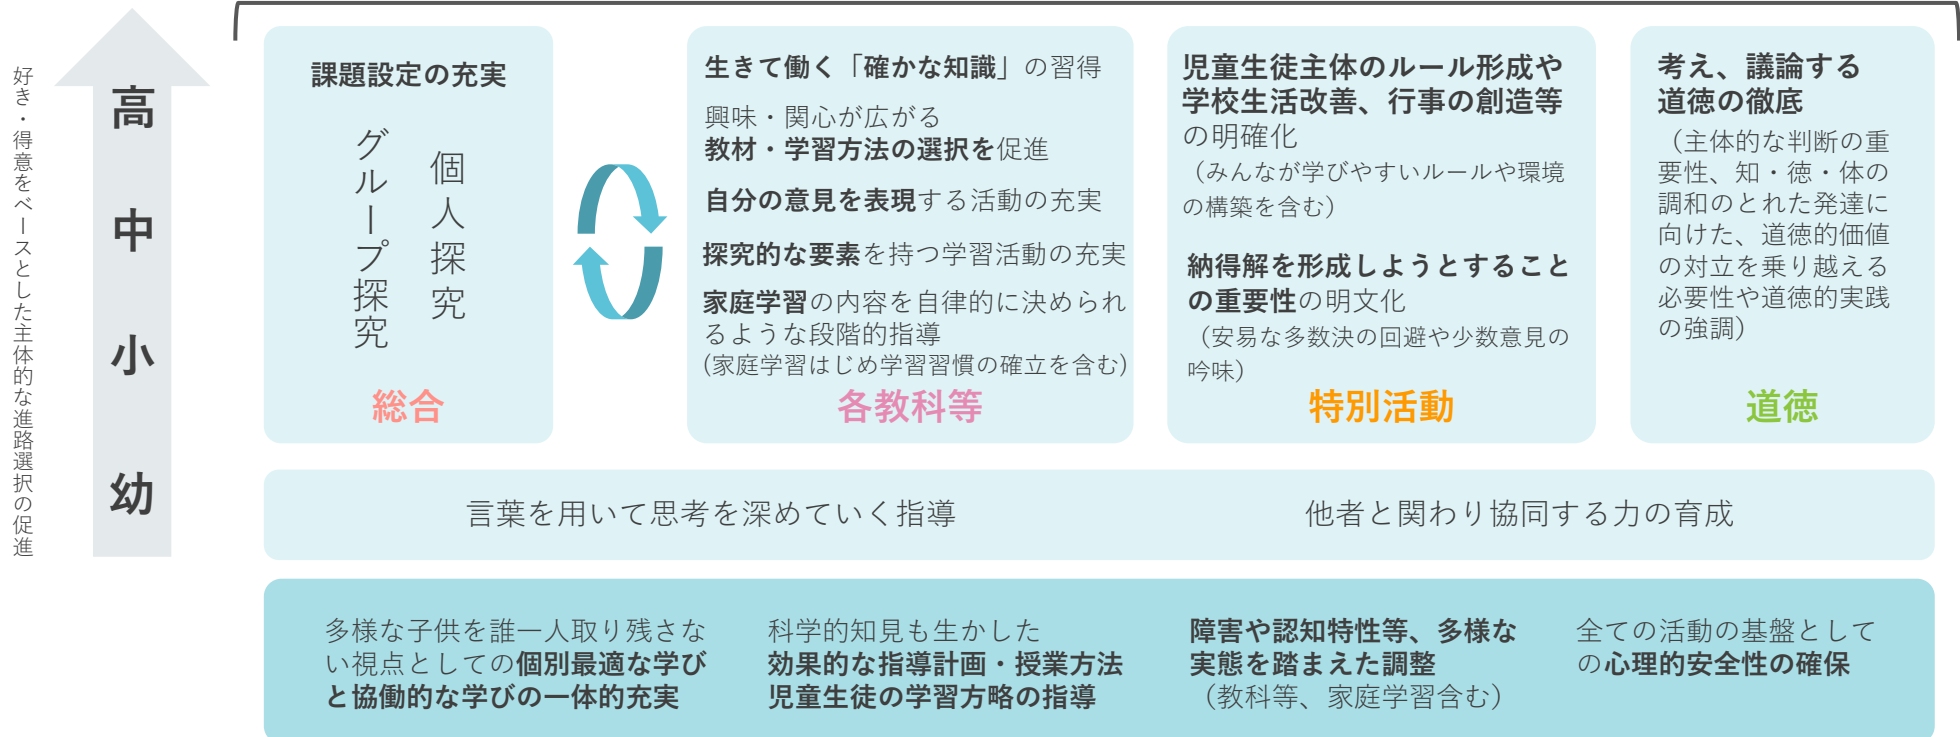 好き・得意をベースとした主体的な進路選択の促進
高
中
小
幼
課題設定の充実
個人探究
グループ探究
総合
生きて働く「確かな知識」の習得
興味・関心が広がる
教材・学習方法の選択を促進
自分の意見を表現する活動の充実
探究的な要素を持つ学習活動の充実
家庭学習の内容を自律的に決められ
るような段階的指導
(家庭学習はじめ学習習慣の確立を含む)
各教科等
児童生徒主体のルール形成や
学校生活改善、行事の創造等
の明確化
（みんなが学びやすいルールや環境
の構築を含む）
納得解を形成しようとすること
の重要性の明文化
（安易な多数決の回避や少数意見の
吟味）
特別活動
考え、議論する
道徳の徹底
（主体的な判断の重
要性、知・徳・体の
調和のとれた発達に
向けた、道徳的価値
の対立を乗り越える
必要性や道徳的実践
の強調）
道徳
言葉を用いて思考を深めていく指導
他者と関わり協同する力の育成
多様な子供を誰一人取り残さな
い視点としての個別最適な学び
と協働的な学びの一体的充実
科学的知見も生かした
効果的な指導計画・授業方法
児童生徒の学習方略の指導
障害や認知特性等、多様な
実態を踏まえた調整
（教科等、家庭学習含む）
全ての活動の基盤として
の心理的安全性の確保